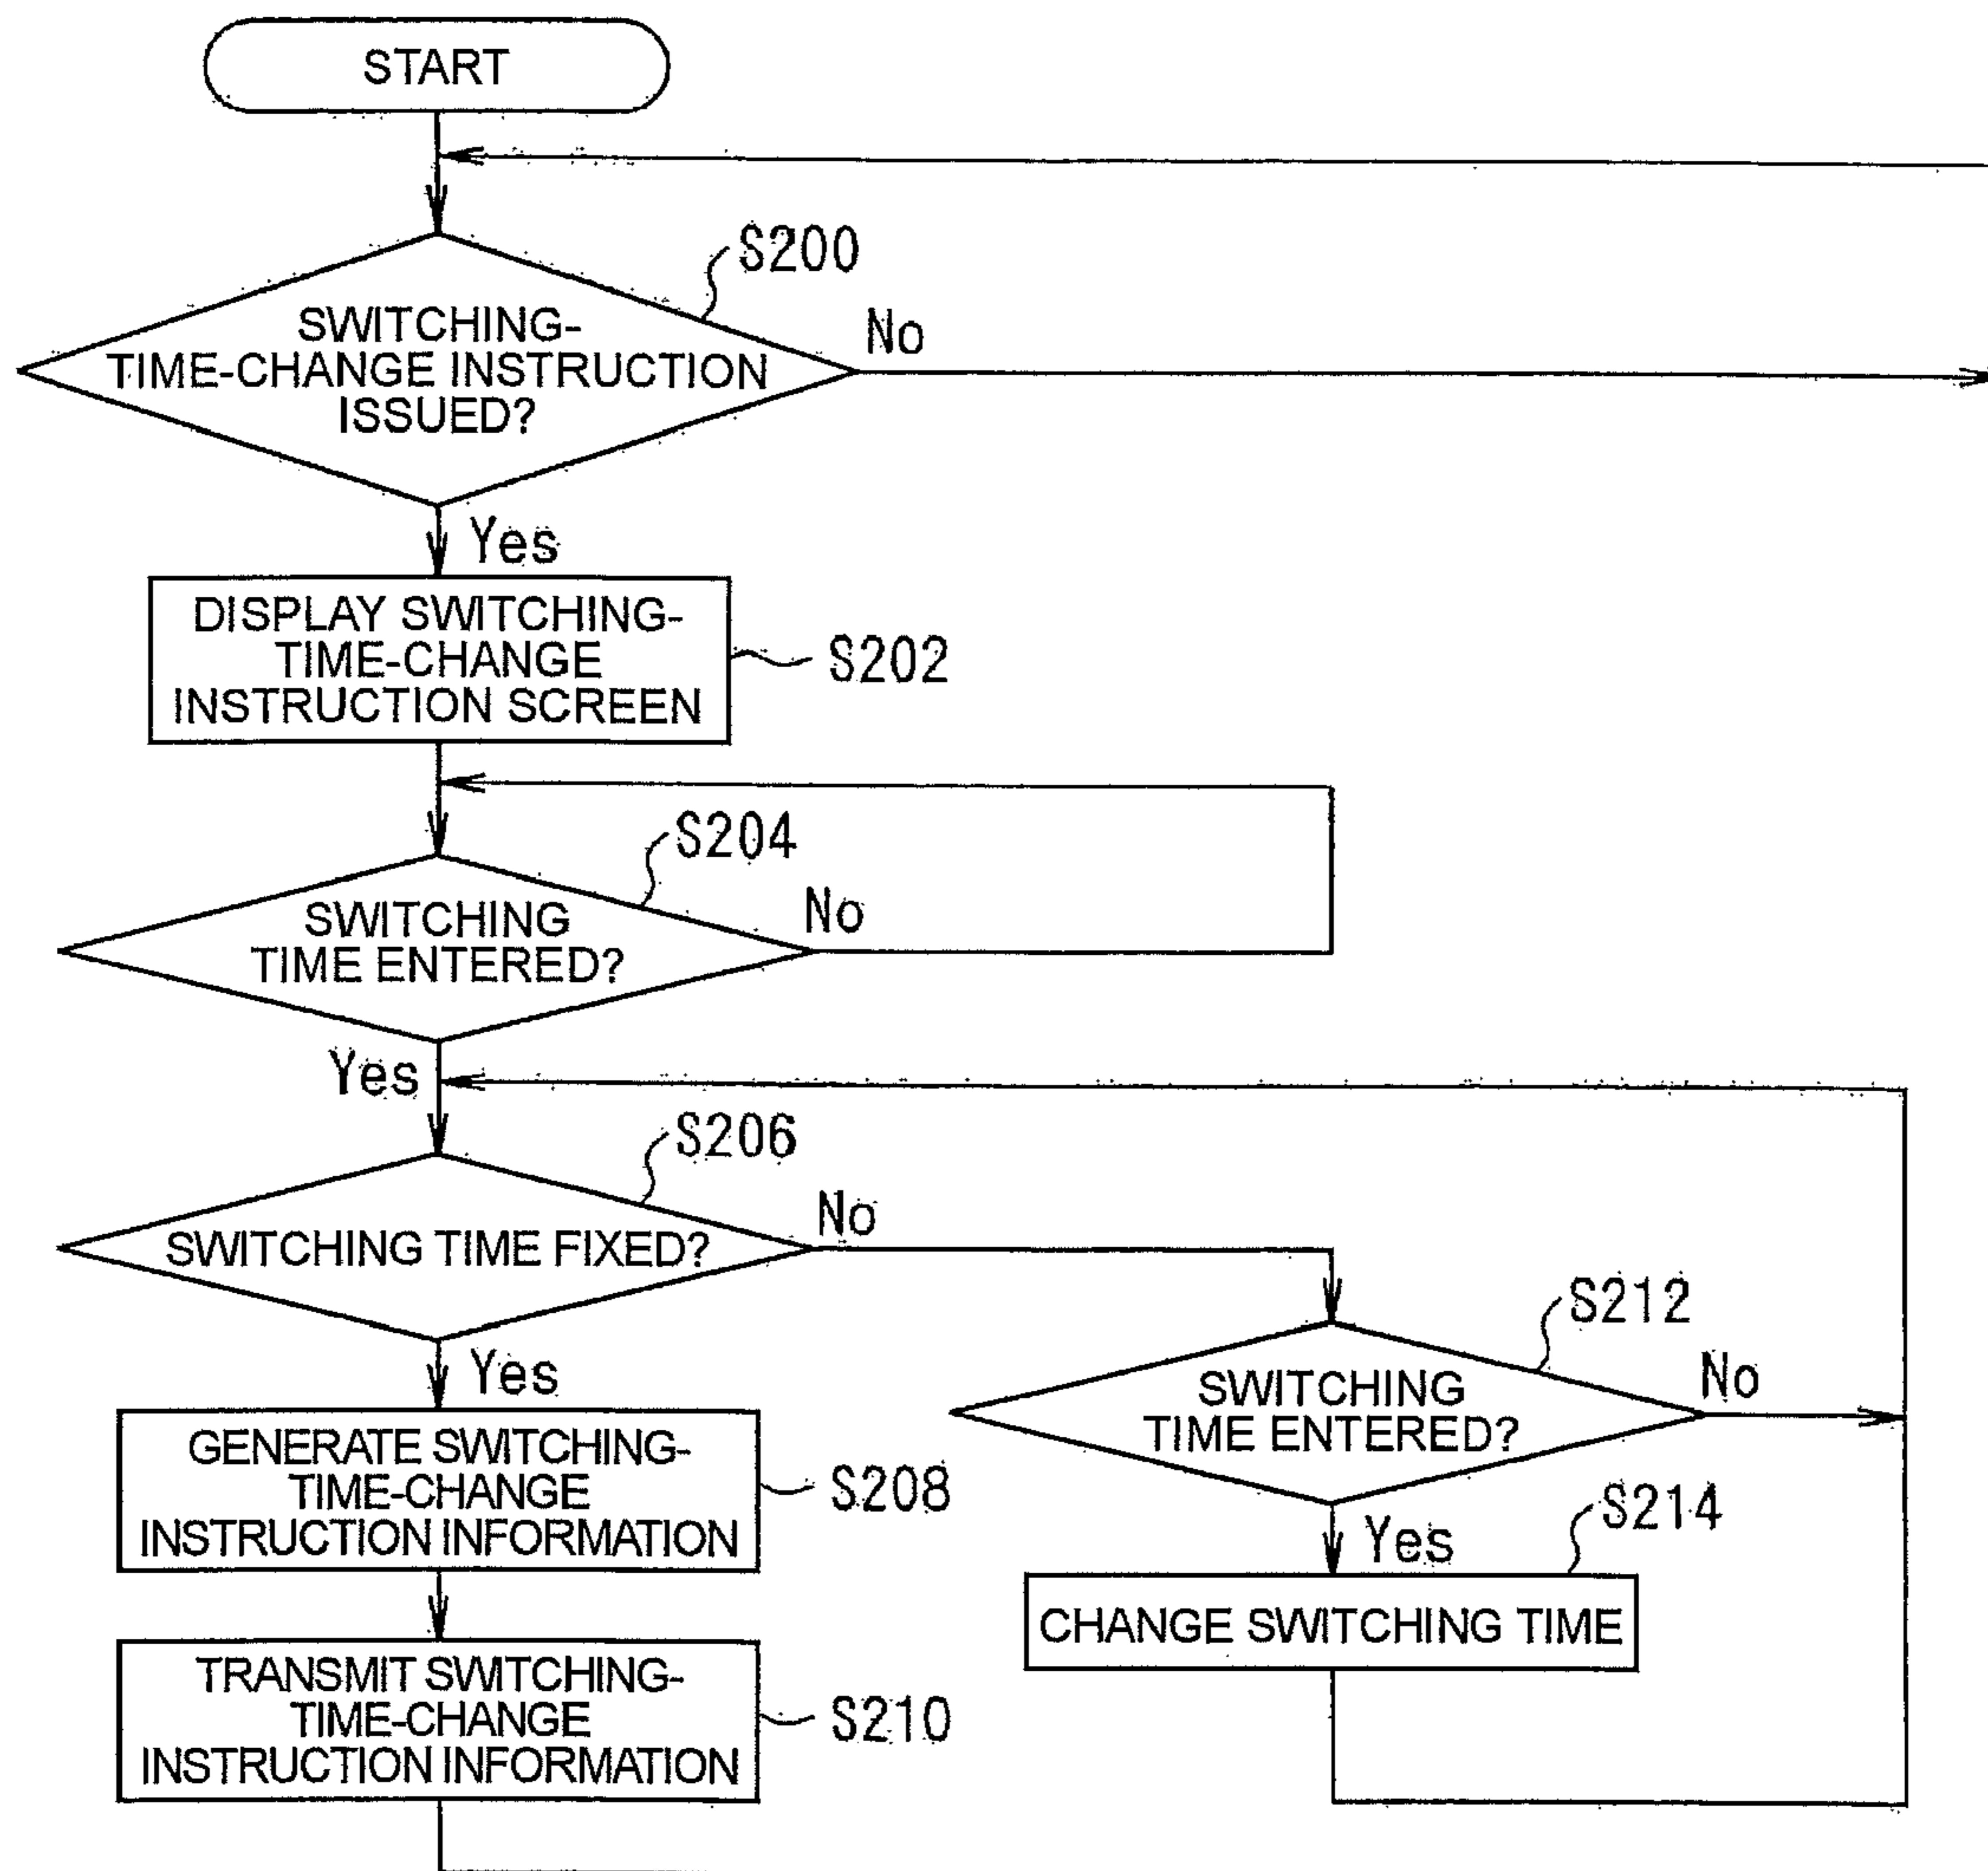 START
S200
SWITCHING-
TIME-CHANGE INSTRUCTION
ISSUED?
No
Yes
DISPLAY SWITCHING-
TIME-CHANGE
INSTRUCTION SCREEN
S202
S204
SWITCHING
TIME ENTERED?
No
Yes
S206
SWITCHING TIME FIXED?
No
Yes
S212
SWITCHING
TIME ENTERED?
No
GENERATE SWITCHING-
TIME-CHANGE
INSTRUCTION INFORMATION
S208
Yes
S214
CHANGE SWITCHING TIME
TRANSMIT SWITCHING-
TIME-CHANGE
INSTRUCTION INFORMATION
S210